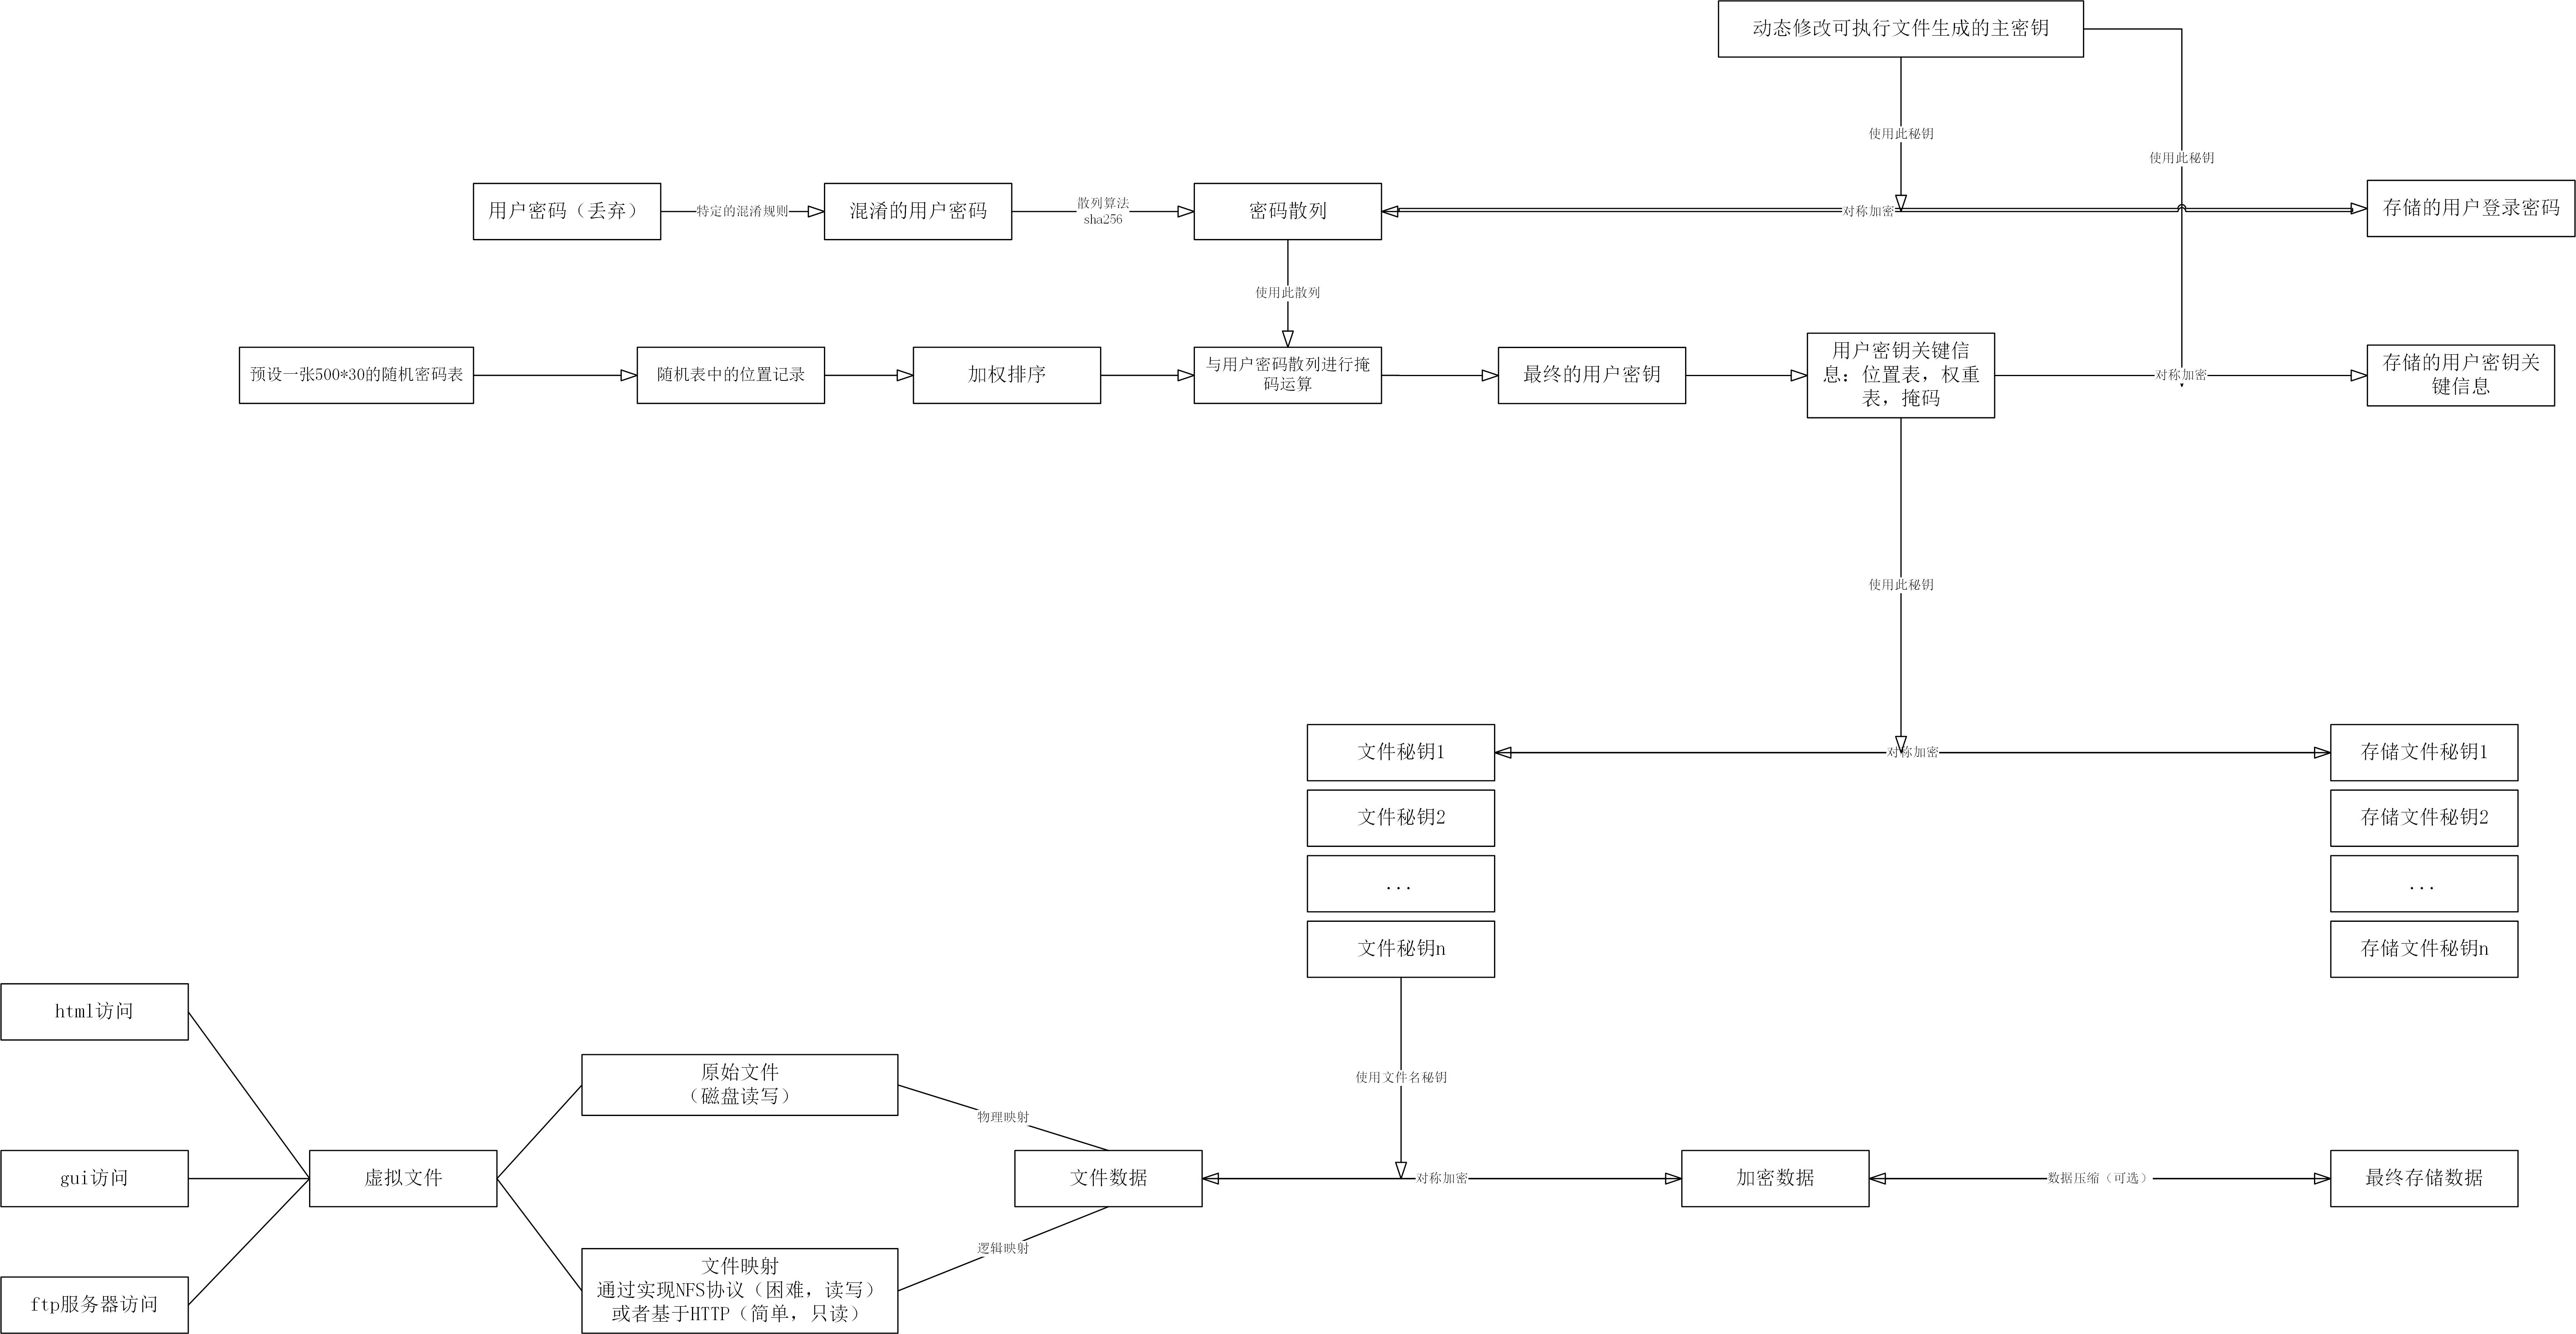 动态修改可执行文件生成的主密钥
使用此秘钥
使用此秘钥
用户密码（丢弃）
特定的混淆规则
混淆的用户密码
散列算法
sha256
密码散列
对称加密
存储的用户登录密码
使用此散列
预设一张500*30的随机密码表
随机表中的位置记录
加权排序
与用户密码散列进行掩
码运算
最终的用户密钥
用户密钥关键信
息：位置表，权重
表，掩码
对称加密
存储的用户密钥关
键信息
使用此秘钥
文件秘钥1
对称加密
存储文件秘钥1
文件秘钥2
存储文件秘钥2
...
...
文件秘钥n
存储文件秘钥n
使用文件名秘钥
html访问
gui访问
ftp服务器访问
虚拟文件
原始文件
（磁盘读写）
物理映射
文件映射
通过实现NFS协议（困难，读写）
或者基于HTTP（简单，只读）
逻辑映射
文件数据
对称加密
加密数据
数据压缩（可选）
最终存储数据